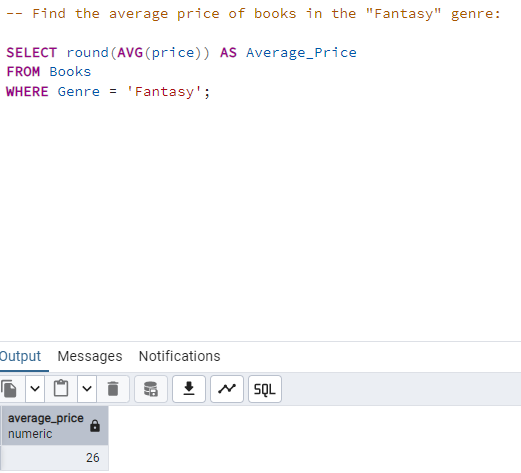 -- Find the average price of books in the "Fantasy" genre:
SELECT round(AVG(price)) AS Average_Price
FROM Books
WHERE Genre = 'Fantasy';
Output Messages Notifications
SQL
average_price
numeric
26